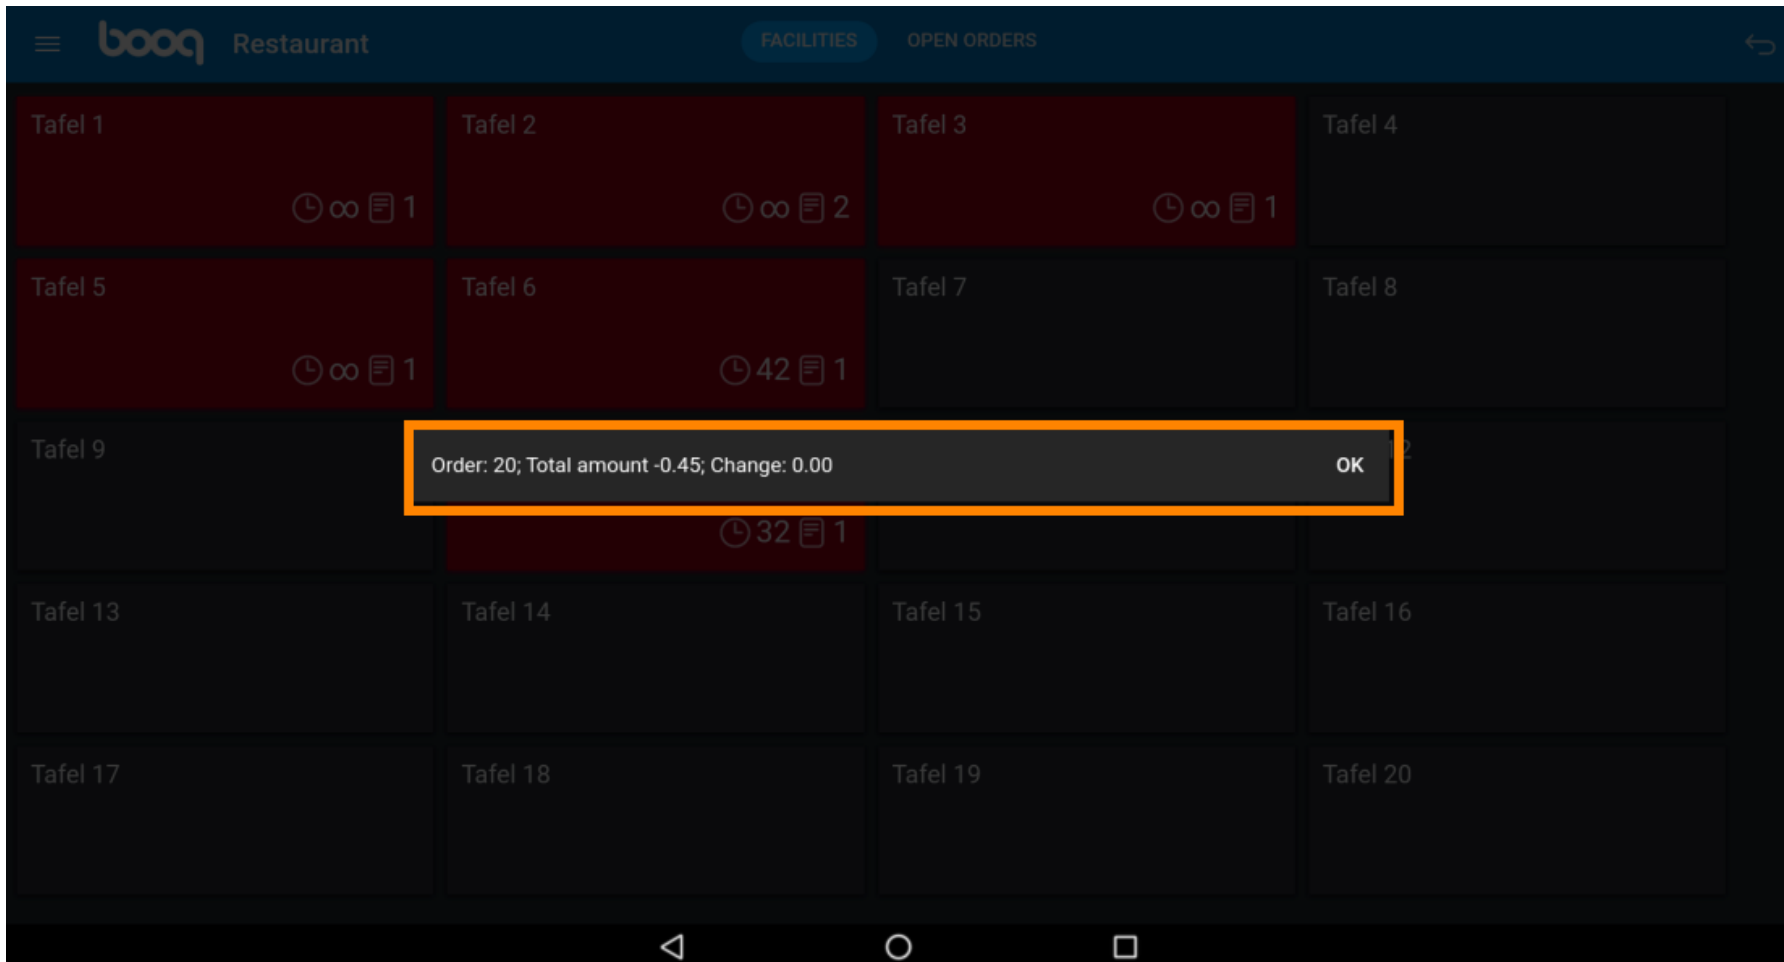 booq Restaurant FACILITIES OPEN ORDERS
Tafel 1 Tafel 2 Tafel 3 Tafel 4
∞ 1 ∞ 2 ∞ 1
Tafel 5 Tafel 6 Tafel 7 Tafel 8
∞ 1 42 1
Tafel 9 2
Order: 20; Total amount -0.45; Change: 0.00 OK
32 1
Tafel 13 Tafel 14 Tafel 15 Tafel 16
Tafel 17 Tafel 18 Tafel 19 Tafel 20